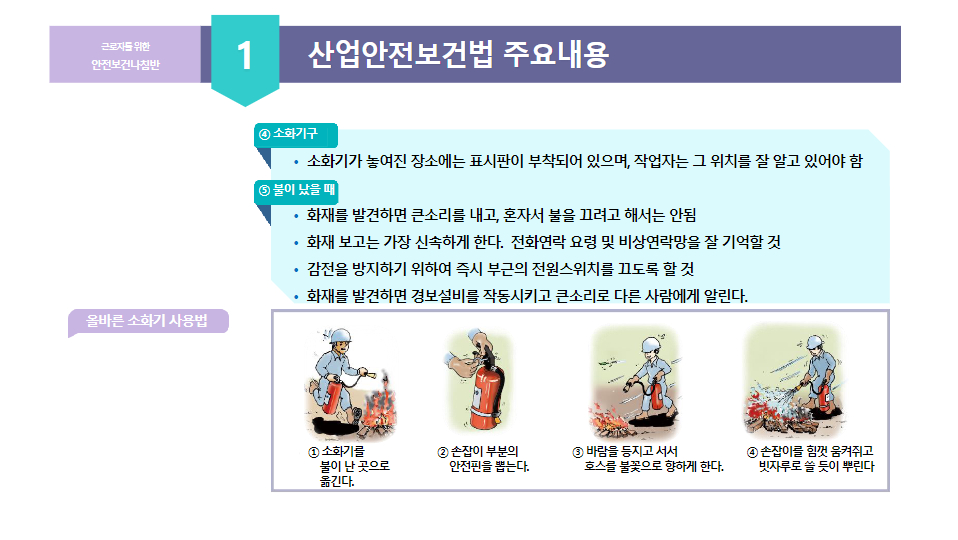 근로자를 위한
안전보건나침반
1
산업안전보건법 주요내용
④ 소화기구
• 소화기가 놓여진 장소에는 표시판이 부착되어 있으며, 작업자는 그 위치를 잘 알고 있어야 함
⑤ 불이 났을 때
• 화재를 발견하면 큰소리를 내고, 혼자서 불을 끄려고 해서는 안됨
• 화재 보고는 가장 신속하게 한다. 전화연락 요령 및 비상연락망을 잘 기억할 것
• 감전을 방지하기 위하여 즉시 부근의 전원스위치를 끄도록 할 것
• 화재를 발견하면 경보설비를 작동시키고 큰소리로 다른 사람에게 알린다.
올바른 소화기 사용법
① 소화기를
불이 난 곳으로
옮긴다.
② 손잡이 부분의
안전핀을 뽑는다.
③ 바람을 등지고 서서
호스를 불꽃으로 향하게 한다.
④ 손잡이를 힘껏 움켜쥐고
빗자루로 쓸 듯이 뿌린다